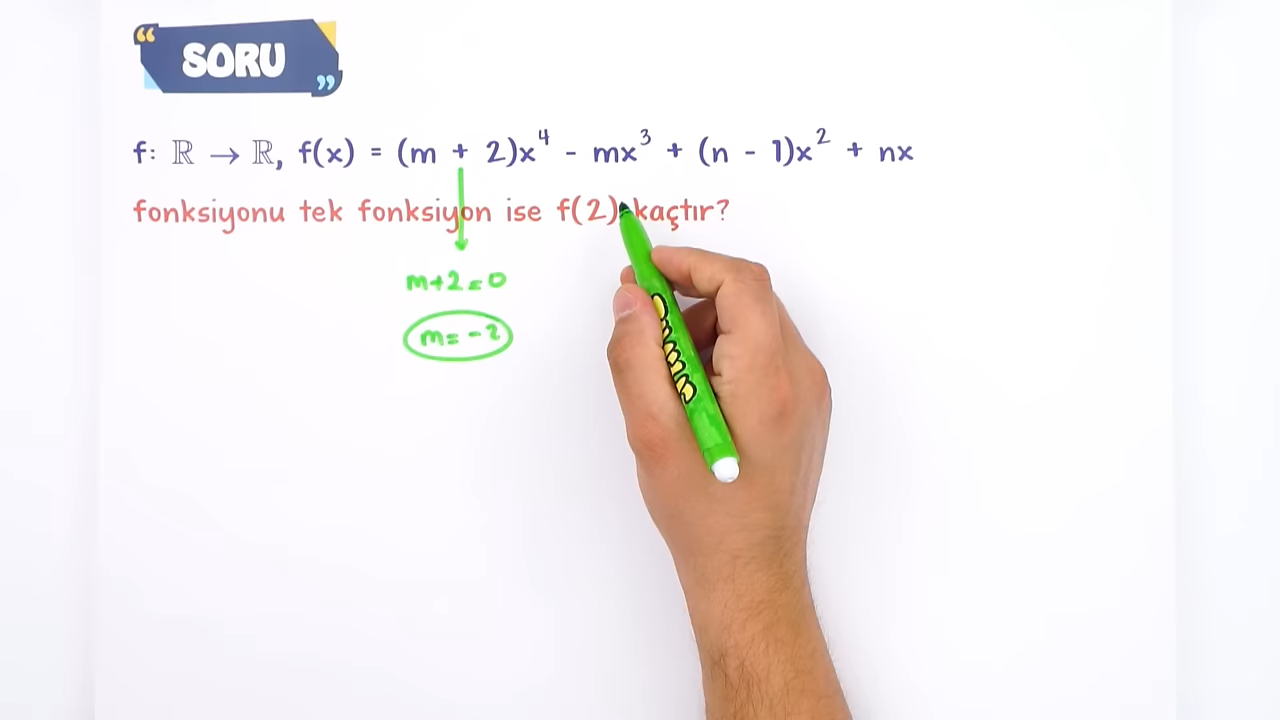 SORU
f: ℝ → ℝ, f(x) = (m + 2)x⁴ - mx³ + (n - 1)x² + nx
fonksiyonu tek fonksiyon ise f(2) kaçtır?
m+2=0
m=-2